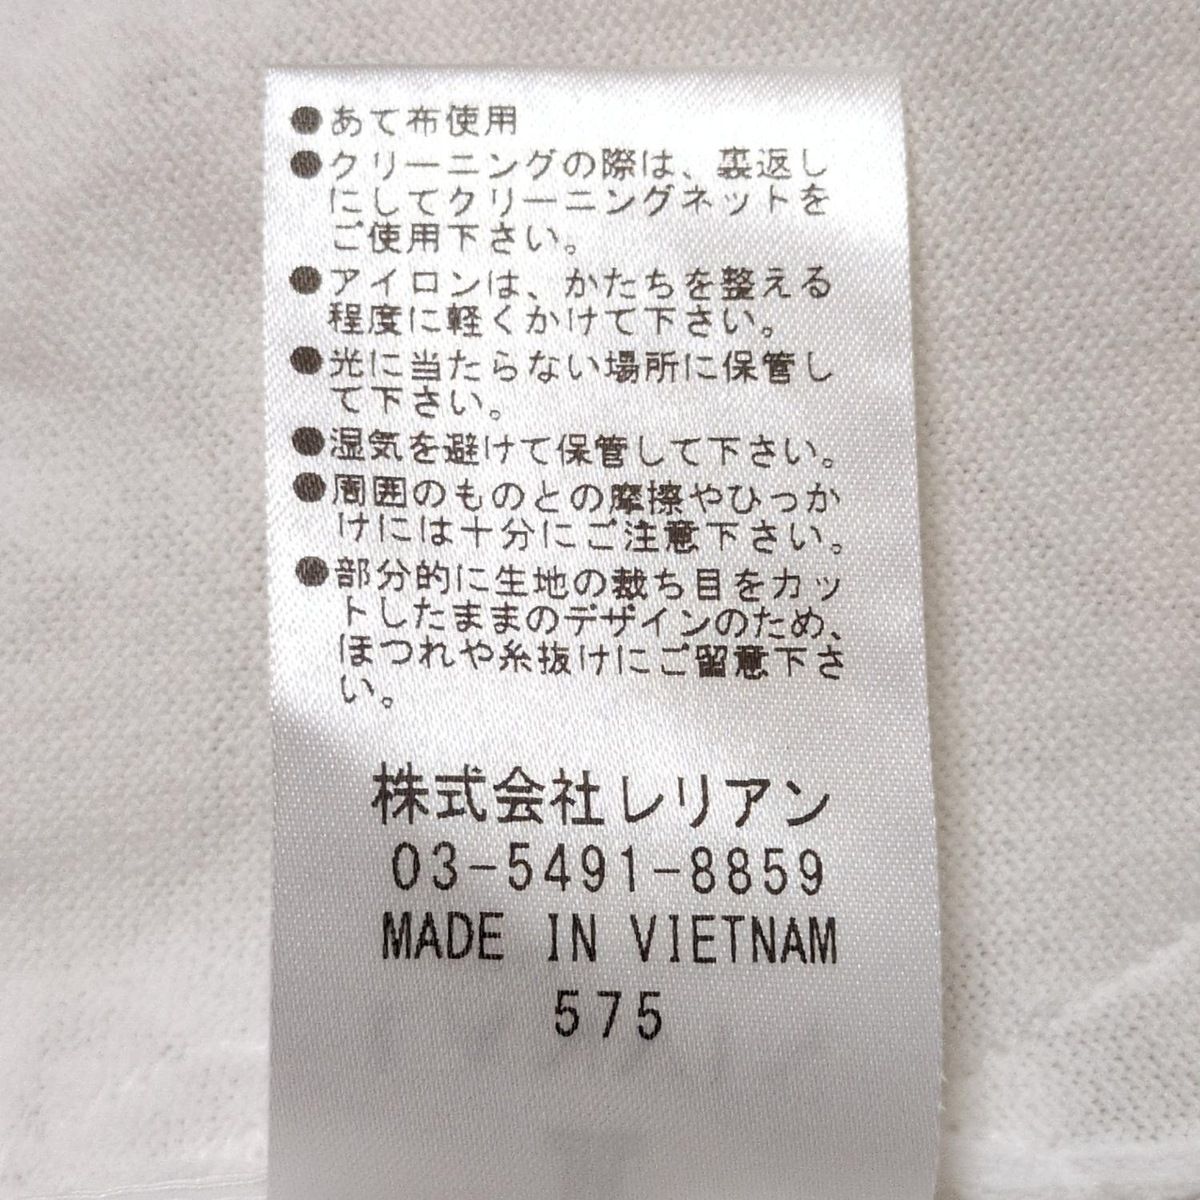 ●あて布使用
●クリーニングの際は、裏返し
にしてクリーニングネットを
ご使用下さい。
●アイロンは、かたちを整える
程度に軽くかけて下さい。
●光に当たらない場所に保管し
て下さい。
●湿気を避けて保管して下さい。
●周囲のものとの摩擦やひっか
けには十分にご注意下さい。
●部分的に生地の裁ち目をカッ
トしたままのデザインのため、
ほつれや糸抜けにご留意下さ
い。
株式会社レリアン
03-5491-8859
MADE IN VIETNAM
575